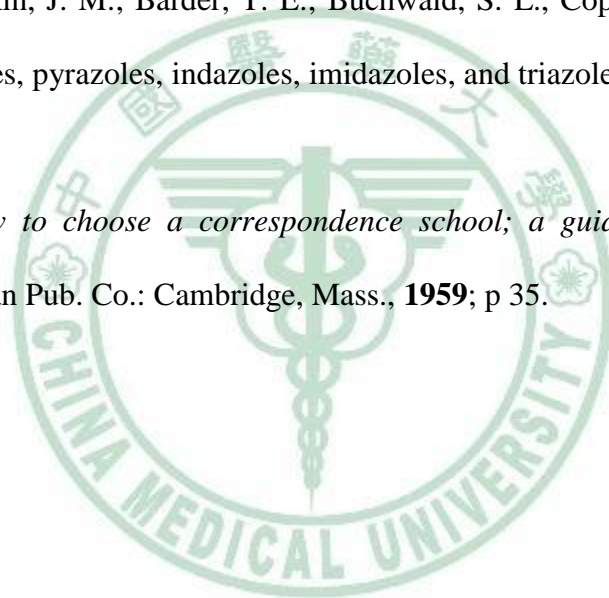 J. M., Barder, T. E., Buchwald, S. L., Cop
es, pyrazoles, indazoles, imidazoles, and triazole
to choose a correspondence school; a guid
an Pub. Co.: Cambridge, Mass., 1959; p 35.
中國醫藥大學
CHINA MEDICAL UNIVERSITY